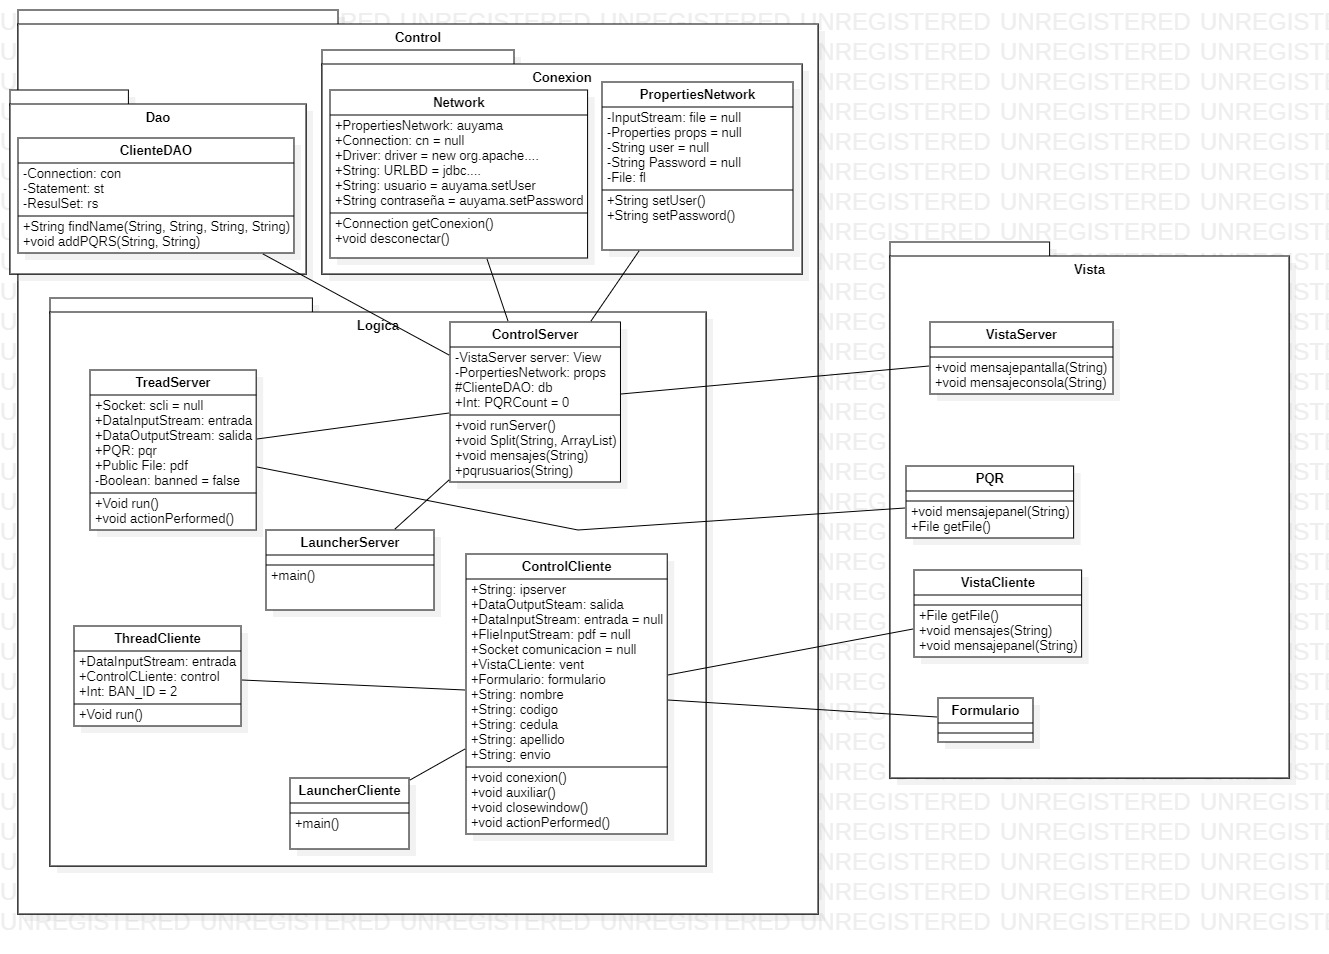 Control
Conexion
Network
+PropertiesNetwork: auyama
+Connection: cn = null
+Driver: driver = new org.apache....
+String: URLBD = jdbc....
+String: usuario = auyama.setUser
+String contraseña = auyama.setPassword
+Connection getConexion()
+void desconectar()
PropertiesNetwork
-InputStream: file = null
-Properties props = null
-String user = null
-String Password = null
-File: fl
+String setUser()
+String setPassword()
Dao
ClienteDAO
-Connection: con
-Statement: st
-ResulSet: rs
+String findName(String, String, String, String)
+void addPQRS(String, String)
Logica
ControlServer
-VistaServer server: View
-PorpertiesNetwork: props
#ClienteDAO: db
+Int: PQRCount = 0
+void runServer()
+void Split(String, ArrayList)
+void mensajes(String)
+pqrusuarios(String)
TreadServer
+Socket: scli = null
+DataInputStream: entrada
+DataOutputStream: salida
+PQR: pqr
+Public File: pdf
-Boolean: banned = false
+Void run()
+void actionPerformed()
LauncherServer
+main()
ControlCliente
+String: ipserver
+DataOutputSteam: salida
+DataInputStream: entrada = null
+FlieInputStream: pdf = null
+Socket comunicacion = null
+VistaCLiente: vent
+Formulario: formulario
+String: nombre
+String: codigo
+String: cedula
+String: apellido
+String: envio
+void conexion()
+void auxiliar()
+void closewindow()
+void actionPerformed()
ThreadCliente
+DataInputStream: entrada
+ControlCLiente: control
+Int: BAN_ID = 2
+Void run()
LauncherCliente
+main()
Vista
VistaServer
+void mensajepantalla(String)
+void mensajeconsola(String)
PQR
+void mensajepanel(String)
+File getFile()
VistaCliente
+File getFile()
+void mensajes(String)
+void mensajepanel(String)
Formulario
UNREGISTERED UNREGISTERED UNREGISTERED UNREGISTERED UNREGISTERED UNREGISTERED